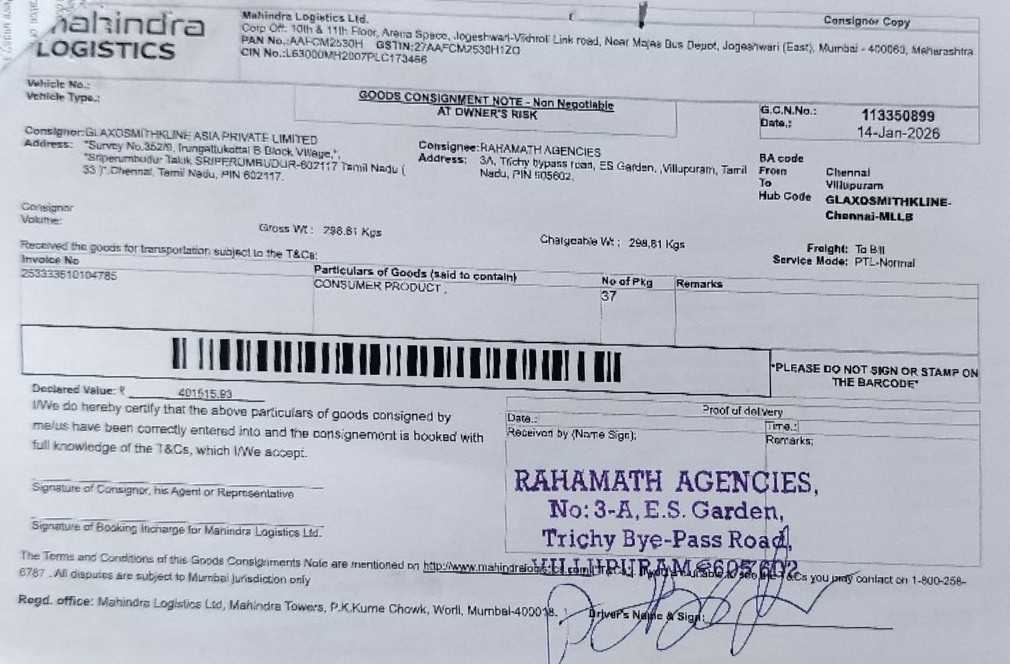 mahindra
LOGISTICS
Mahindra Logistics Ltd.
Corp Off: 10th & 11th Floor, Arena Space, Jogeshwari-Vikhroli Link road, Near Majas Bus Depot, Jogeshwari (East), Mumbai - 400060, Meharashtra
PAN No.:AAFCM2530H GSTIN:27AAFCM2530H1ZO
CIN No.:L63000MH2007PLC173466
Consignor Copy
Vehicle No.:
Vehicle Type.:
GOODS CONSIGNMENT NOTE - Non Negotiable
AT OWNER'S RISK
G.C.N.No.: 113350899
Date.: 14-Jan-2026
Consignor:GLAXOSMITHKLINE ASIA PRIVATE LIMITED
Address: "Survey No.352/9, Irungattukottai B Block Village,",
"Sriperumbudur Taluk SRIPERUMBUDUR-602117 Tamil Nadu (
33 )".Chennai, Tamil Nadu, PIN 602117.
Consignee:RAHAMATH AGENCIES
Address: 3A, Trichy bypass road, ES Garden, ,Villupuram, Tamil
Nadu, PIN 605602.
BA code
From Chennai
To Villupuram
Hub Code GLAXOSMITHKLINE-
Chennai-MLLB
Consignor
Volume:
Gross Wt : 298.81 Kgs
Chargeable Wt : 298.81 Kgs
Freight: To Bill
Service Mode: PTL-Normal
Received the goods for transportation subject to the T&Cs:
Invoice No
Particulars of Goods (said to contain)
No of Pkg
Remarks
253333510104785
CONSUMER PRODUCT ,
37
*PLEASE DO NOT SIGN OR STAMP ON
THE BARCODE*
Declared Value: ₹ 401515.93
I/We do hereby certify that the above particulars of goods consigned by
me/us have been correctly entered into and the consignement is booked with
full knowledge of the T&Cs, which I/We accept.
Proof of delivery
Date.:
Time.:
Received by (Name Sign):
Remarks:
Signature of Consignor, his Agent or Representative
Signature of Booking Incharge for Mahindra Logistics Ltd.
RAHAMATH AGENCIES,
No: 3-A, E.S. Garden,
Trichy Bye-Pass Road,
VILLUPURAM-605602
The Terms and Conditions of this Goods Consignments Note are mentioned on http://www.mahindralogistics.com you may contact on 1-800-258-
6787 . All disputes are subject to Mumbai jurisdiction only
Regd. office: Mahindra Logistics Ltd, Mahindra Towers, P.K.Kurne Chowk, Worli, Mumbai-400018.
Driver's Name & Sign: